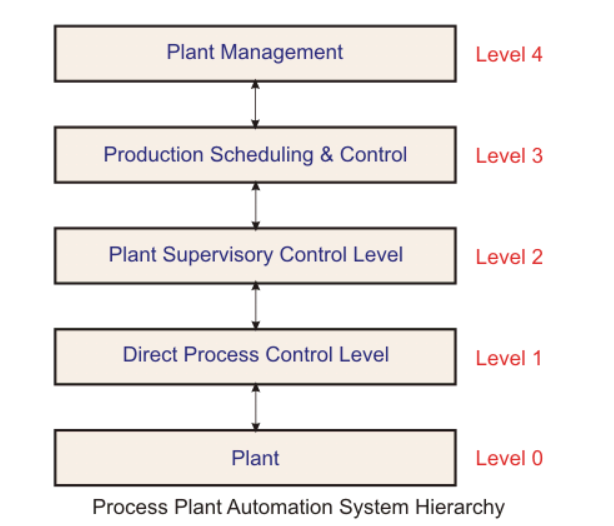 Plant Management
Level 4
Production Scheduling & Control
Level 3
Plant Supervisory Control Level
Level 2
Direct Process Control Level
Level 1
Plant
Level 0
Process Plant Automation System Hierarchy